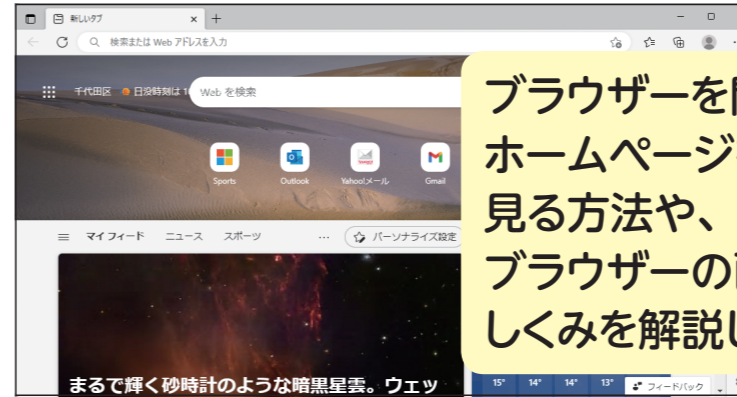 新しいタブ
検索または Web アドレスを入力
千代田区 日没時刻は 1
Web を検索
Sports Outlook Yahoo!メール Gmail
マイ フィード ニュース スポーツ … パーソナライズ設定
まるで輝く砂時計のような暗黒星雲。ウェッ
15° 14° 14° 13° フィードバック
ブラウザーを
ホームページ
見る方法や、
ブラウザーの
しくみを解説し